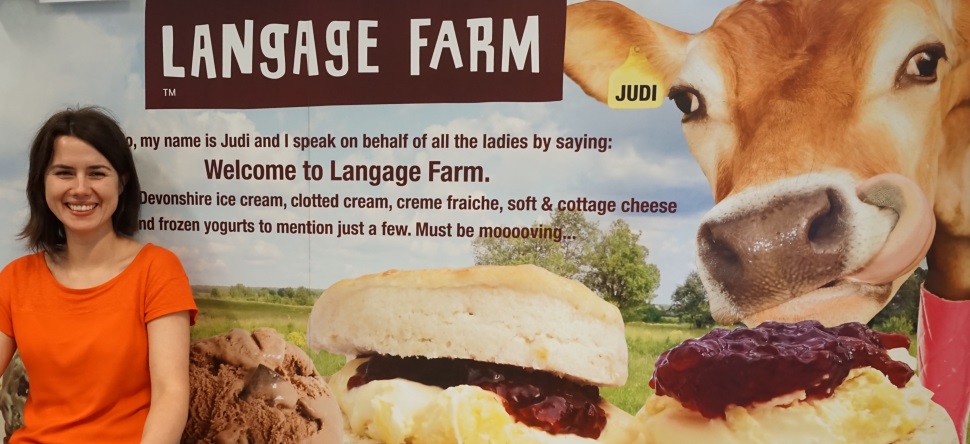 LANGAGE FARM
TM
JUDI
my name is Judi and I speak on behalf of all the ladies by saying:
Welcome to Langage Farm.
Devonshire ice cream, clotted cream, creme fraiche, soft & cottage cheese
frozen yogurts to mention just a few. Must be mooooving...